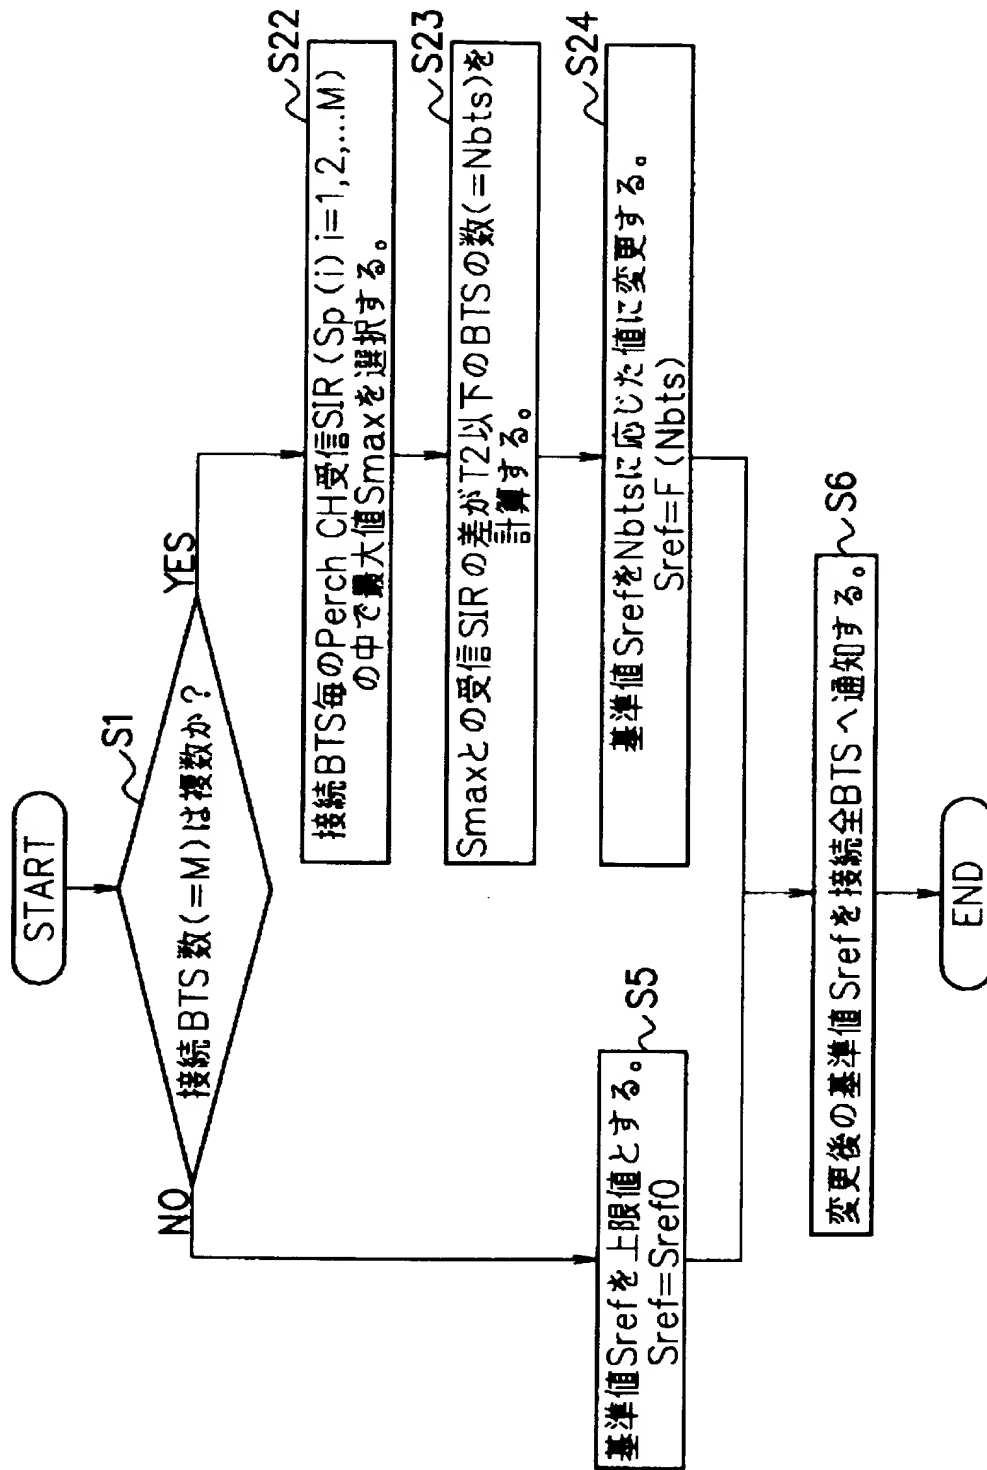 START
S1
接続BTS数(=M)は複数か？
NO
YES
S22
接続BTS毎のPerch CH受信SIR(Sp(i) i=1,2,...M)
の中で最大値Smaxを選択する。
S23
Smaxとの受信SIRの差がT2以下のBTSの数(=Nbts)を
計算する。
S24
基準値SrefをNbtsに応じた値に変更する。
Sref=F(Nbts)
S5
基準値Srefを上限値とする。
Sref=Sref0
S6
変更後の基準値Srefを接続全BTSへ通知する。
END